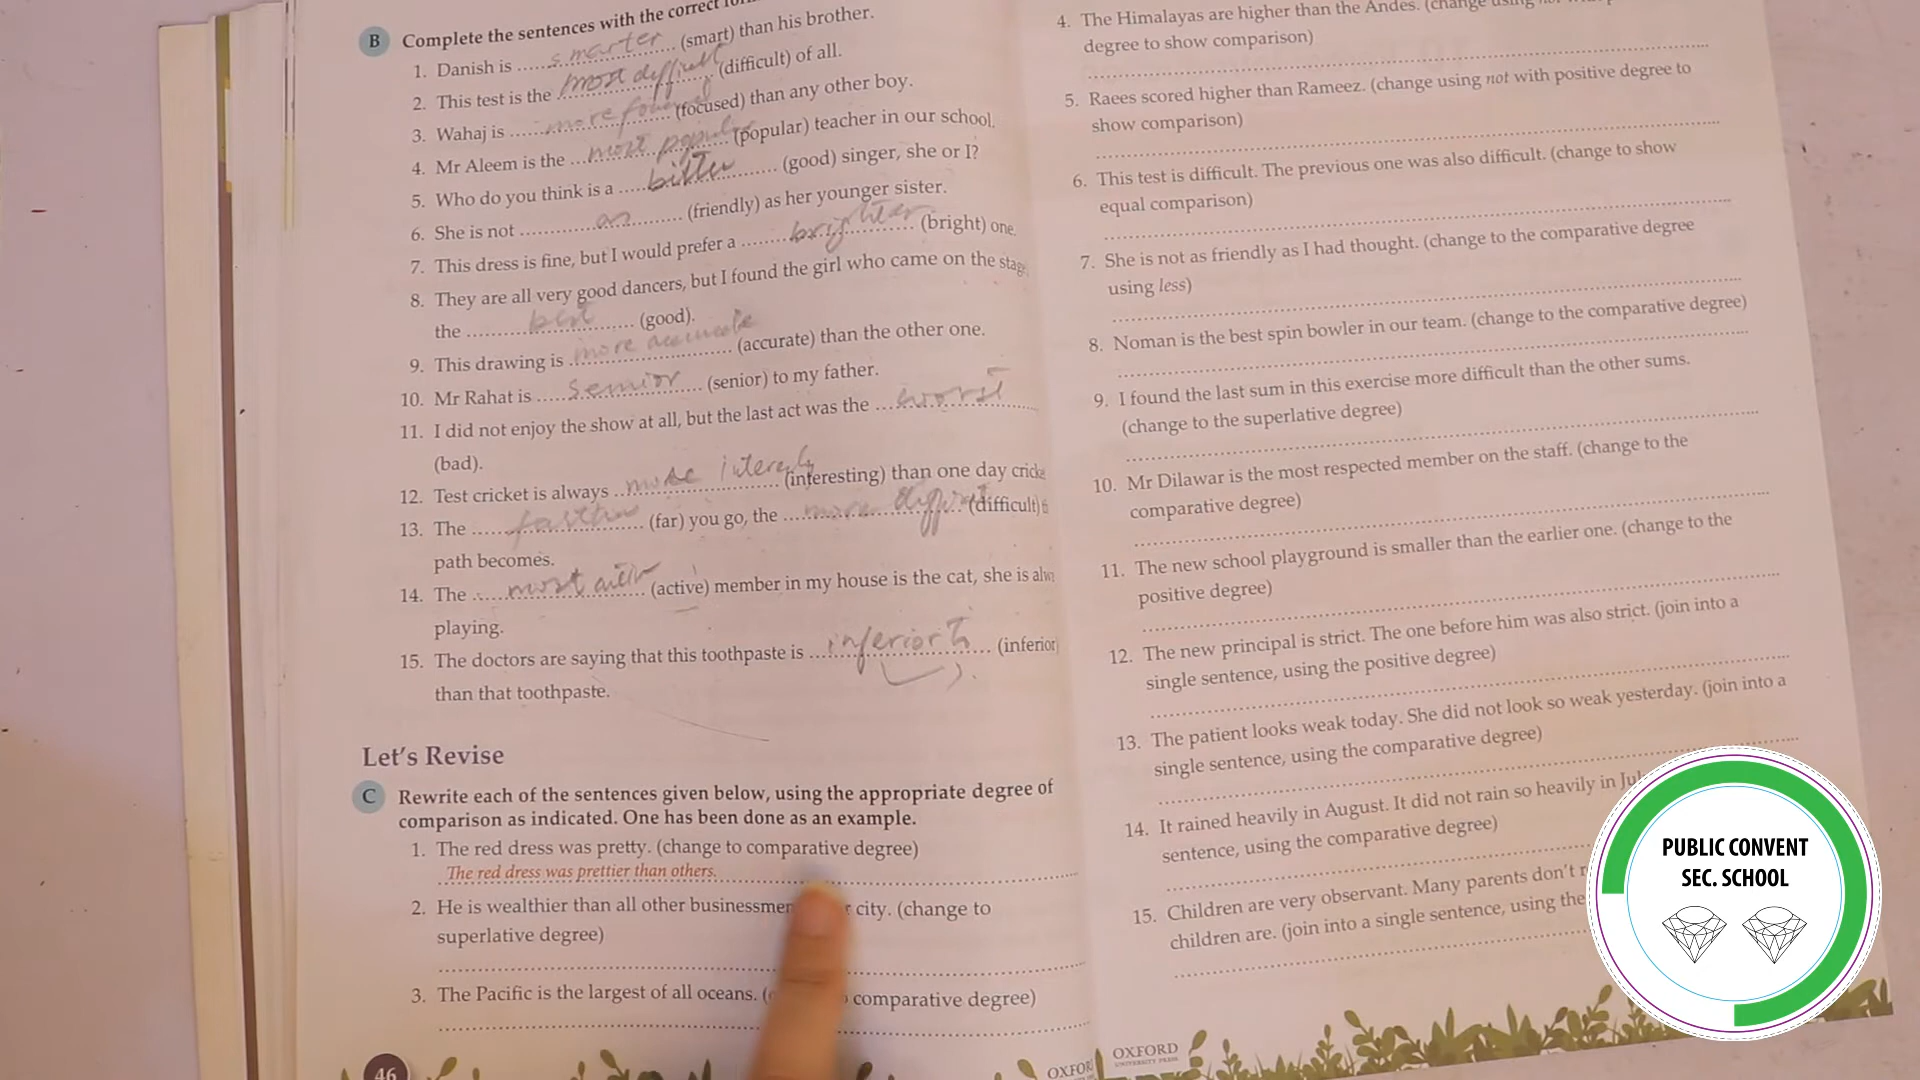 B Complete the sentences with the correct
1. Danish is smarter (smart) than his brother.
2. This test is the most difficult (difficult) of all.
3. Wahaj is more focused (focused) than any other boy.
4. Mr Aleem is the most popular (popular) teacher in our school.
5. Who do you think is a better (good) singer, she or I?
6. She is not as (friendly) as her younger sister.
7. This dress is fine, but I would prefer a brighter (bright) one.
8. They are all very good dancers, but I found the girl who came on the stage
the best (good).
9. This drawing is more accurate (accurate) than the other one.
10. Mr Rahat is senior (senior) to my father.
11. I did not enjoy the show at all, but the last act was the worst
(bad).
12. Test cricket is always more (interesting) than one day
13. The (far) you go, the more (difficult)
path becomes.
14. The most (active) member in my house is the cat, she is
playing.
15. The doctors are saying that this toothpaste is inferior to (inferior
than that toothpaste.
Let's Revise
C Rewrite each of the sentences given below, using the appropriate degree of
comparison as indicated. One has been done as an example.
1. The red dress was pretty. (change to comparative degree)
The red dress was prettier than others.
2. He is wealthier than all other city. (change to
superlative degree)
3. The Pacific is the largest of all oceans. comparative degree)
46
OXFORD
4. The Himalayas are higher than the Andes. (change using
degree to show comparison)
5. Raees scored higher than Rameez. (change using not with positive degree to
show comparison)
6. This test is difficult. The previous one was also difficult. (change to show
equal comparison)
7. She is not as friendly as I had thought. (change to the comparative degree
using less)
8. Noman is the best spin bowler in our team. (change to the comparative degree)
9. I found the last sum in this exercise more difficult than the other sums.
(change to the superlative degree)
10. Mr Dilawar is the most respected member on the staff. (change to the
comparative degree)
11. The new school playground is smaller than the earlier one. (change to the
positive degree)
12. The new principal is strict. The one before him was also strict. (join into a
single sentence, using the positive degree)
13. The patient looks weak today. She did not look so weak yesterday. (join into a
single sentence, using the comparative degree)
14. It rained heavily in August. It did not rain so heavily in
sentence, using the comparative degree)
15. Children are very observant. Many parents don't
children are. (join into a single sentence, using the
OXFORD
UNIVERSITY PRESS
PUBLIC CONVENT
SEC. SCHOOL